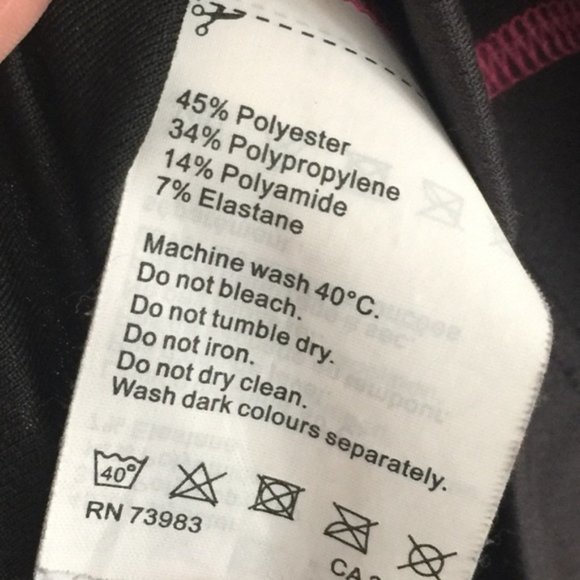 45% Polyester
34% Polypropylene
14% Polyamide
7% Elastane
Machine wash 40°C.
Do not bleach.
Do not tumble dry.
Do not iron.
Do not dry clean.
Wash dark colours separately.
40°
RN 73983
CA